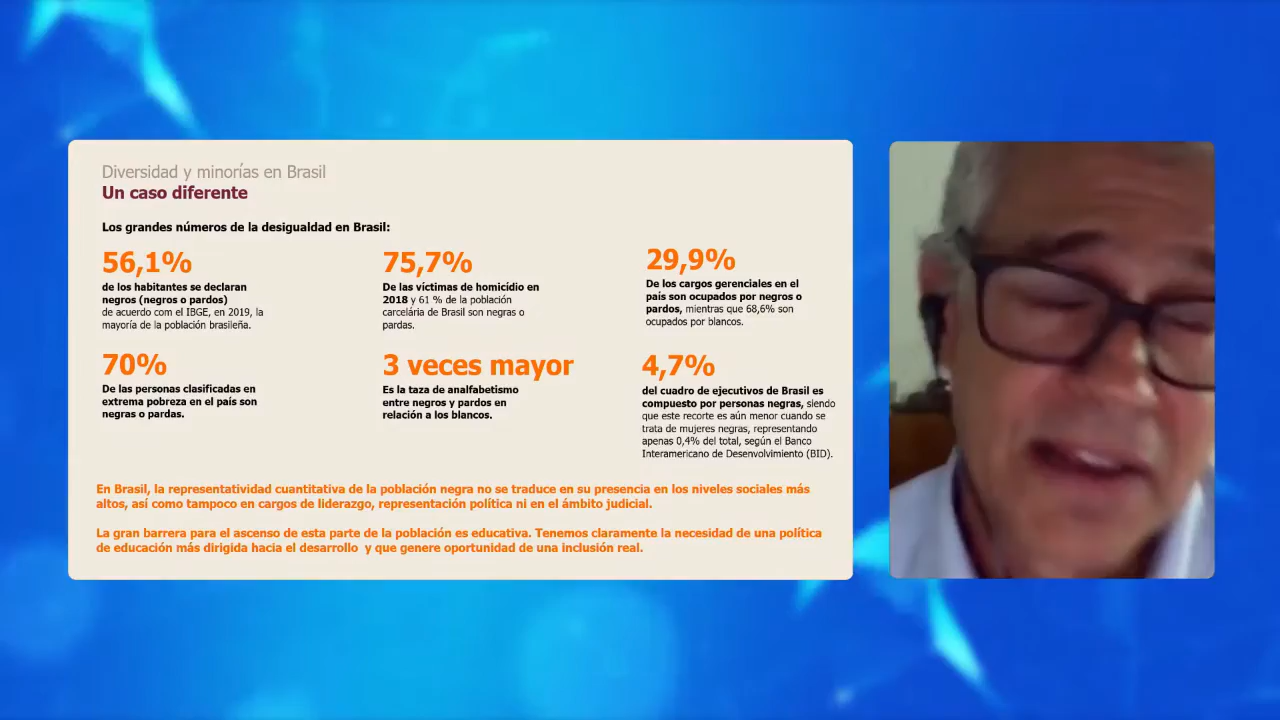 Diversidad y minorías en Brasil
Un caso diferente
Los grandes números de la desigualdad en Brasil:
56,1%
de los habitantes se declaran
negros (negros o pardos)
de acuerdo com el IBGE, en 2019, la
mayoría de la población brasileña.
75,7%
De las víctimas de homicídio en
2018 y 61 % de la población
carcelária de Brasil son negras o
pardas.
29,9%
De los cargos gerenciales en el
país son ocupados por negros o
pardos, mientras que 68,6% son
ocupados por blancos.
70%
De las personas clasificadas en
extrema pobreza en el país son
negras o pardas.
3 veces mayor
Es la taza de analfabetismo
entre negros y pardos en
relación a los blancos.
4,7%
del cuadro de ejecutivos de Brasil es
compuesto por personas negras, siendo
que este recorte es aún menor cuando se
trata de mujeres negras, representando
apenas 0,4% del total, según el Banco
Interamericano de Desenvolvimiento (BID).
En Brasil, la representatividad cuantitativa de la población negra no se traduce en su presencia en los niveles sociales más
altos, así como tampoco en cargos de liderazgo, representación política ni en el ámbito judicial.
La gran barrera para el ascenso de esta parte de la población es educativa. Tenemos claramente la necesidad de una política
de educación más dirigida hacia el desarrollo y que genere oportunidad de una inclusión real.